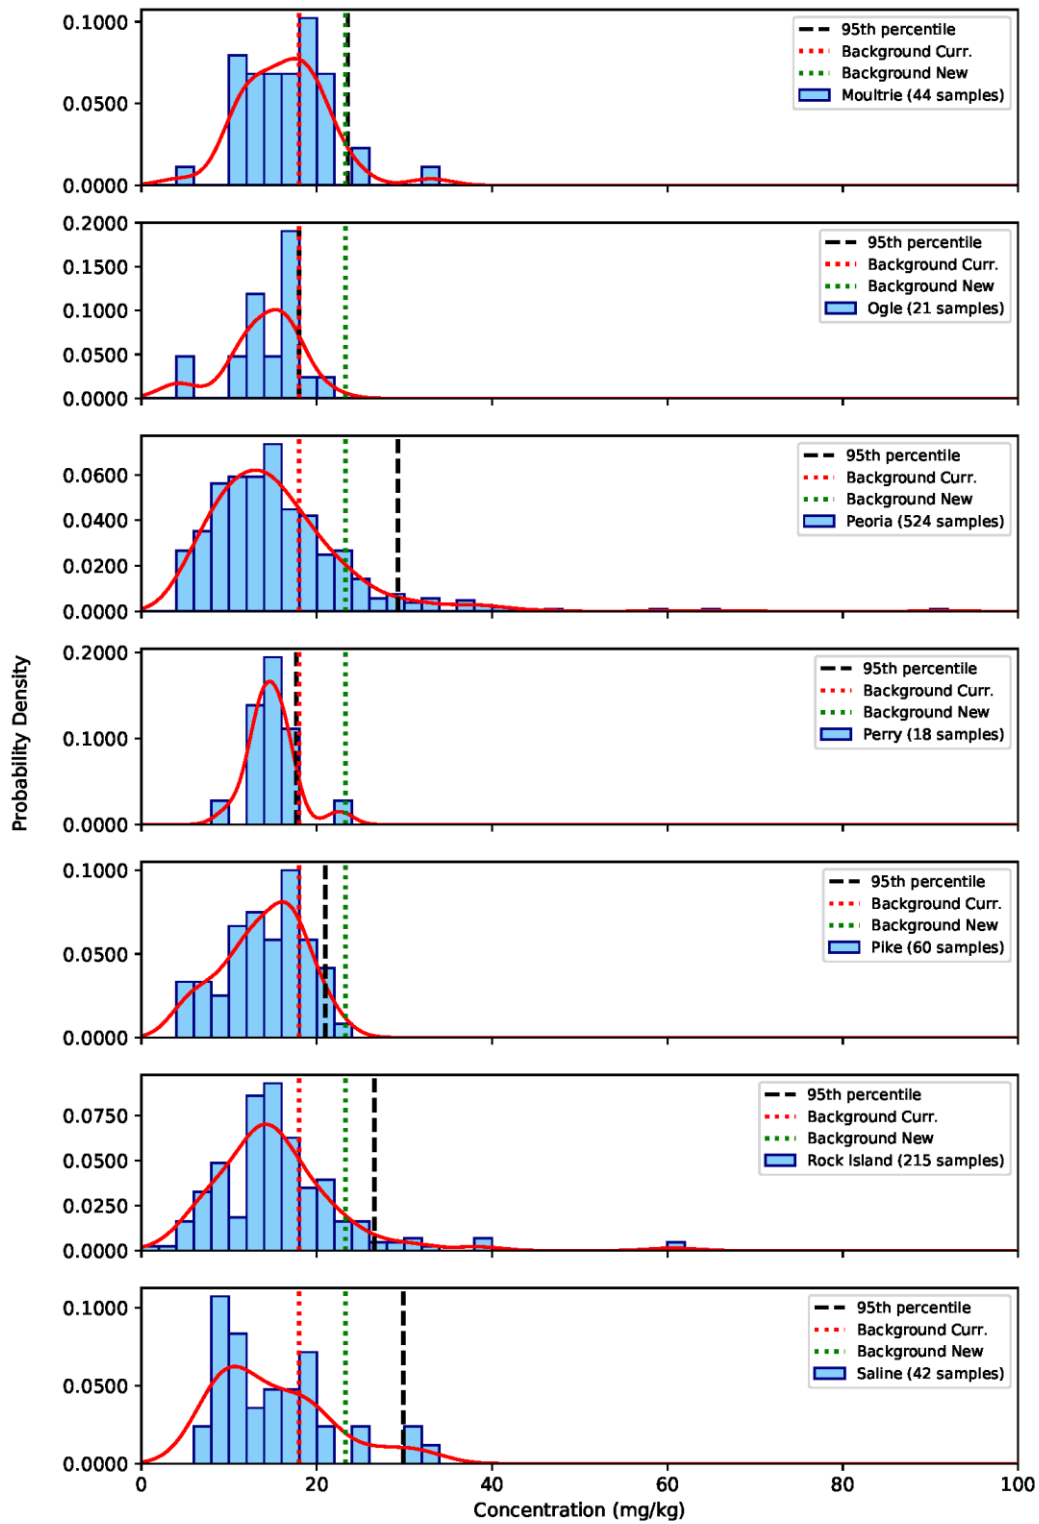 0.1000
0.0500
0.0000
95th percentile
Background Curr.
Background New
Moultrie (44 samples)
0.2000
0.1500
0.1000
0.0500
0.0000
95th percentile
Background Curr.
Background New
Ogle (21 samples)
0.0600
0.0400
0.0200
0.0000
95th percentile
Background Curr.
Background New
Peoria (524 samples)
Probability Density
0.2000
0.1000
0.0000
95th percentile
Background Curr.
Background New
Perry (18 samples)
0.1000
0.0500
0.0000
95th percentile
Background Curr.
Background New
Pike (60 samples)
0.0750
0.0500
0.0250
0.0000
95th percentile
Background Curr.
Background New
Rock Island (215 samples)
0.1000
0.0500
0.0000
95th percentile
Background Curr.
Background New
Saline (42 samples)
0 20 40 60 80 100
Concentration (mg/kg)